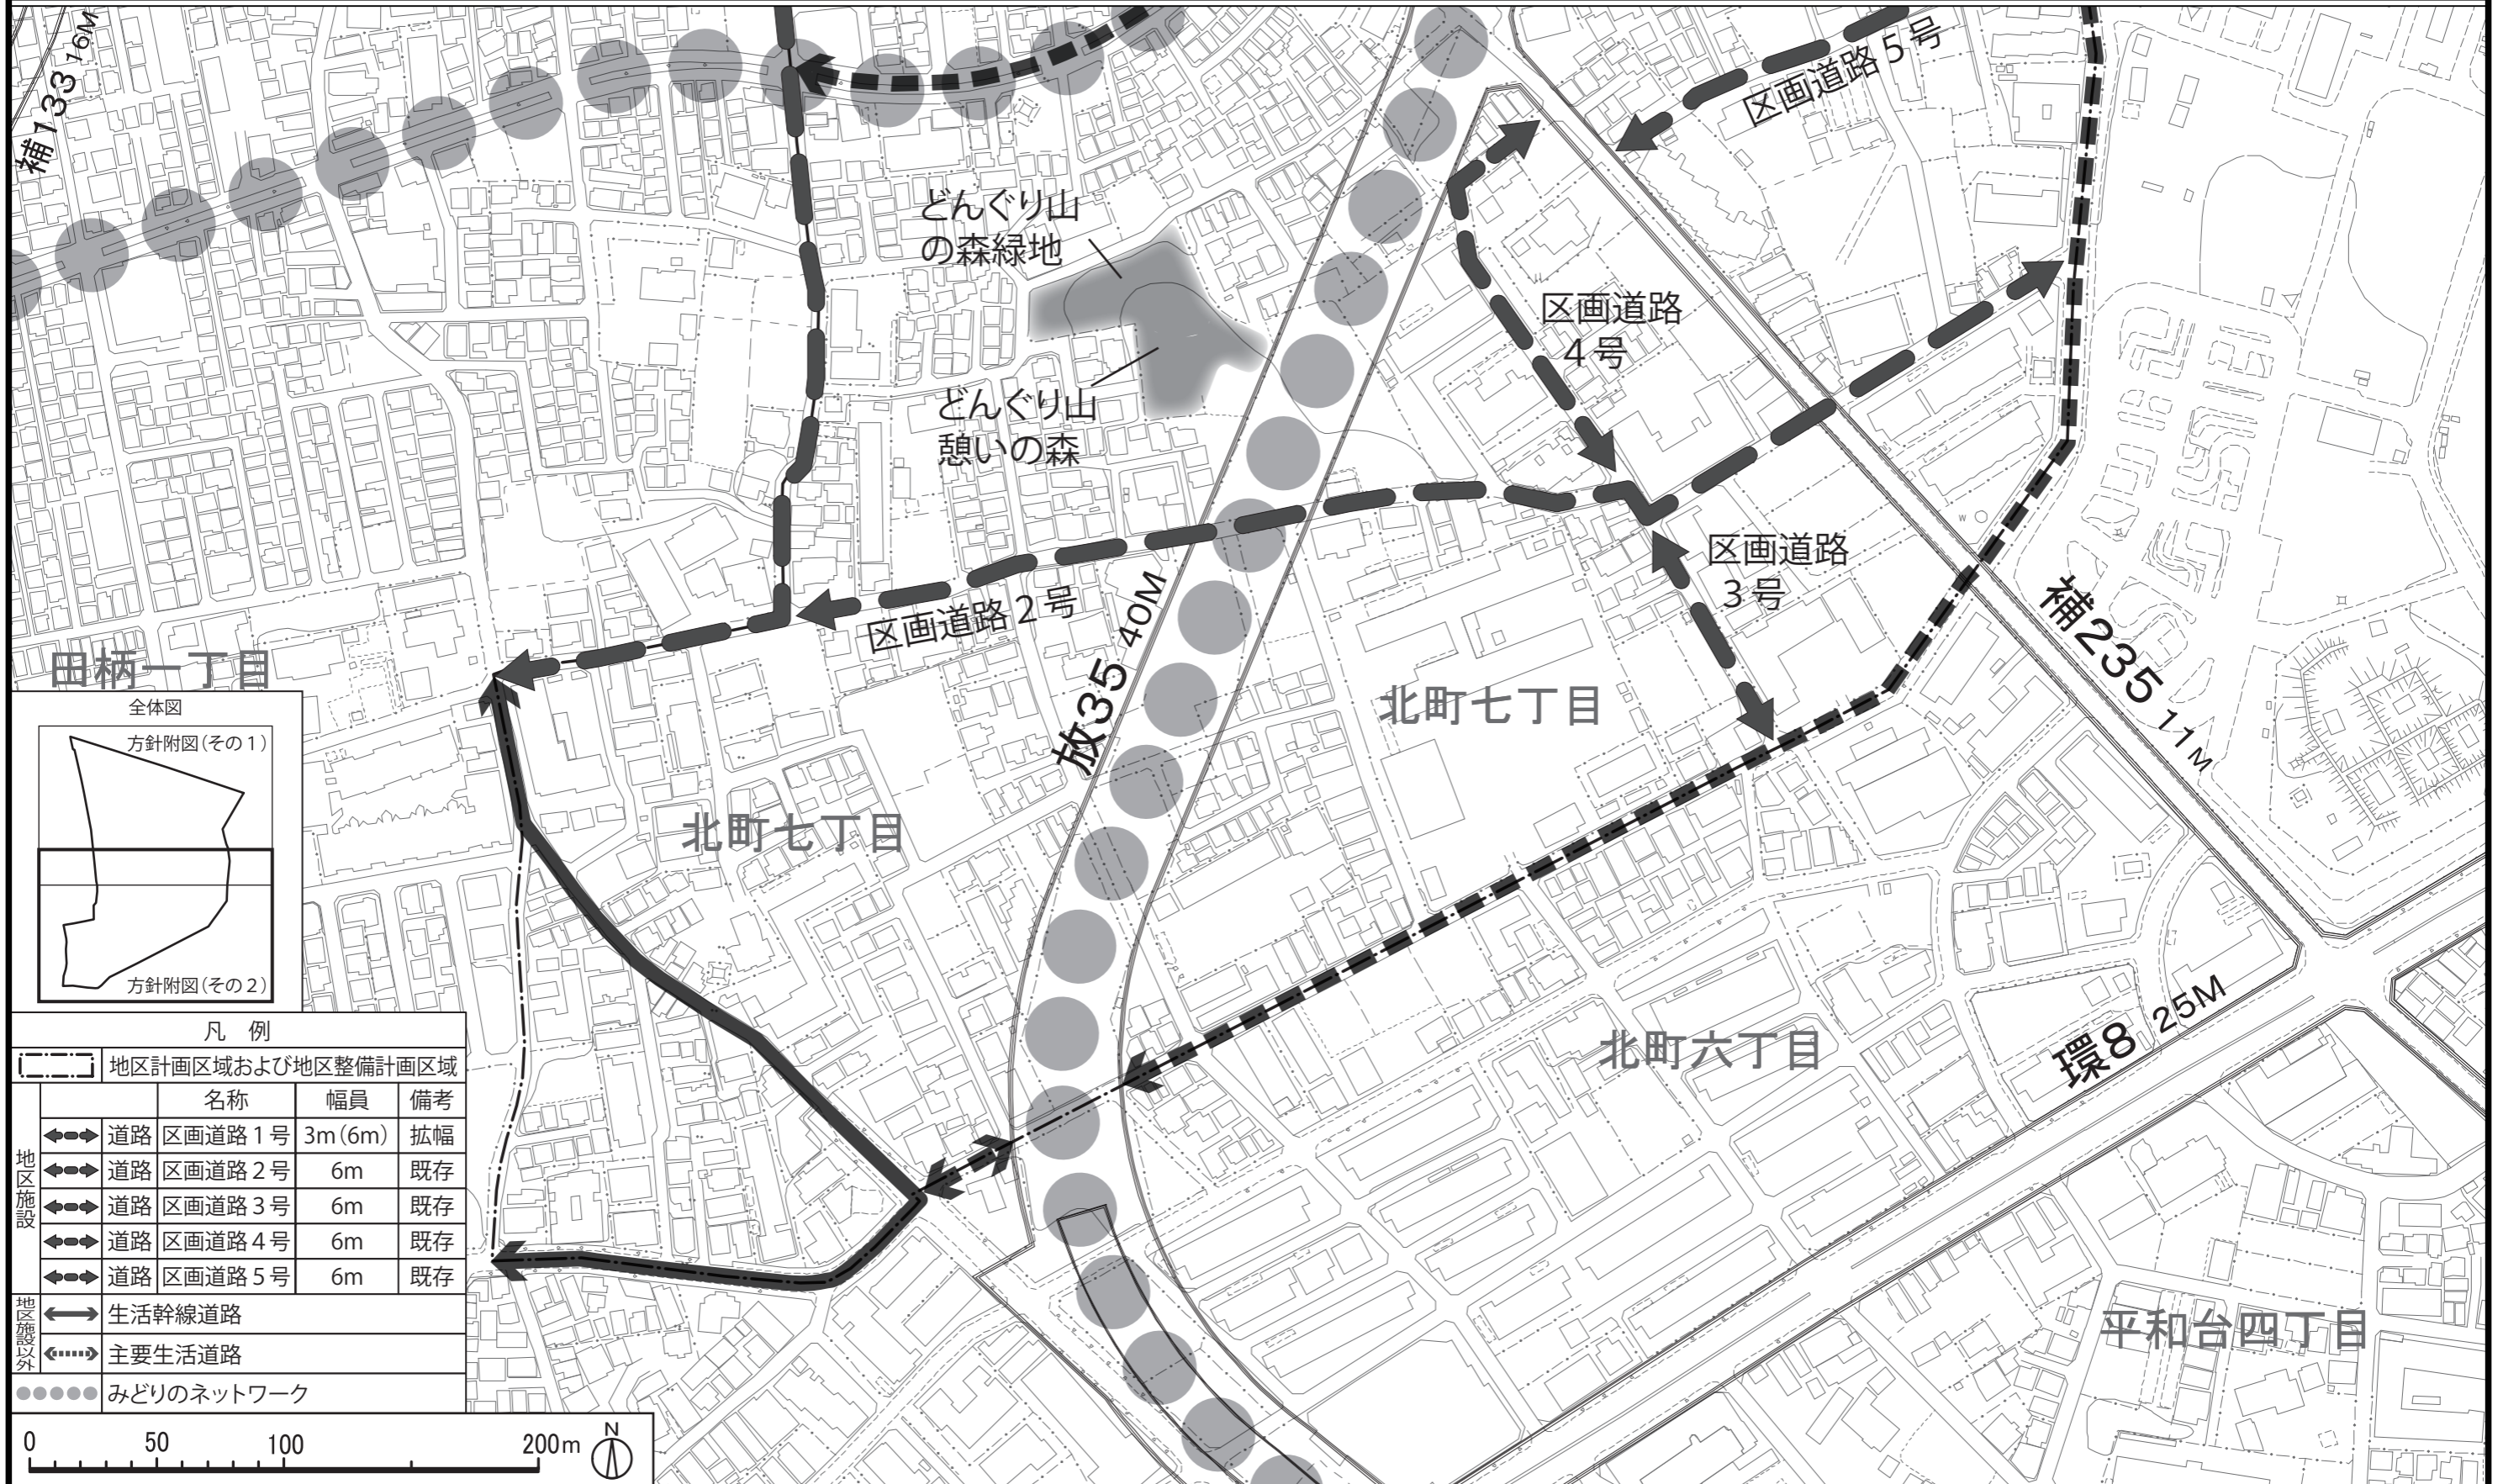 補133 16M
区画道路5号
どんぐり山
の森緑地
区画道路
4号
どんぐり山
憩いの森
区画道路
3号
区画道路2号
放35 40M
補235 11M
田柄一丁目
北町七丁目
北町七丁目
北町六丁目
環8 25M
平和台四丁目
全体図
方針附図(その1)
方針附図(その2)
凡 例
地区計画区域および地区整備計画区域
名称 幅員 備考
地区施設
道路 区画道路1号 3m(6m) 拡幅
道路 区画道路2号 6m 既存
道路 区画道路3号 6m 既存
道路 区画道路4号 6m 既存
道路 区画道路5号 6m 既存
地区施設以外
生活幹線道路
主要生活道路
みどりのネットワーク
0 50 100 200m
N
W